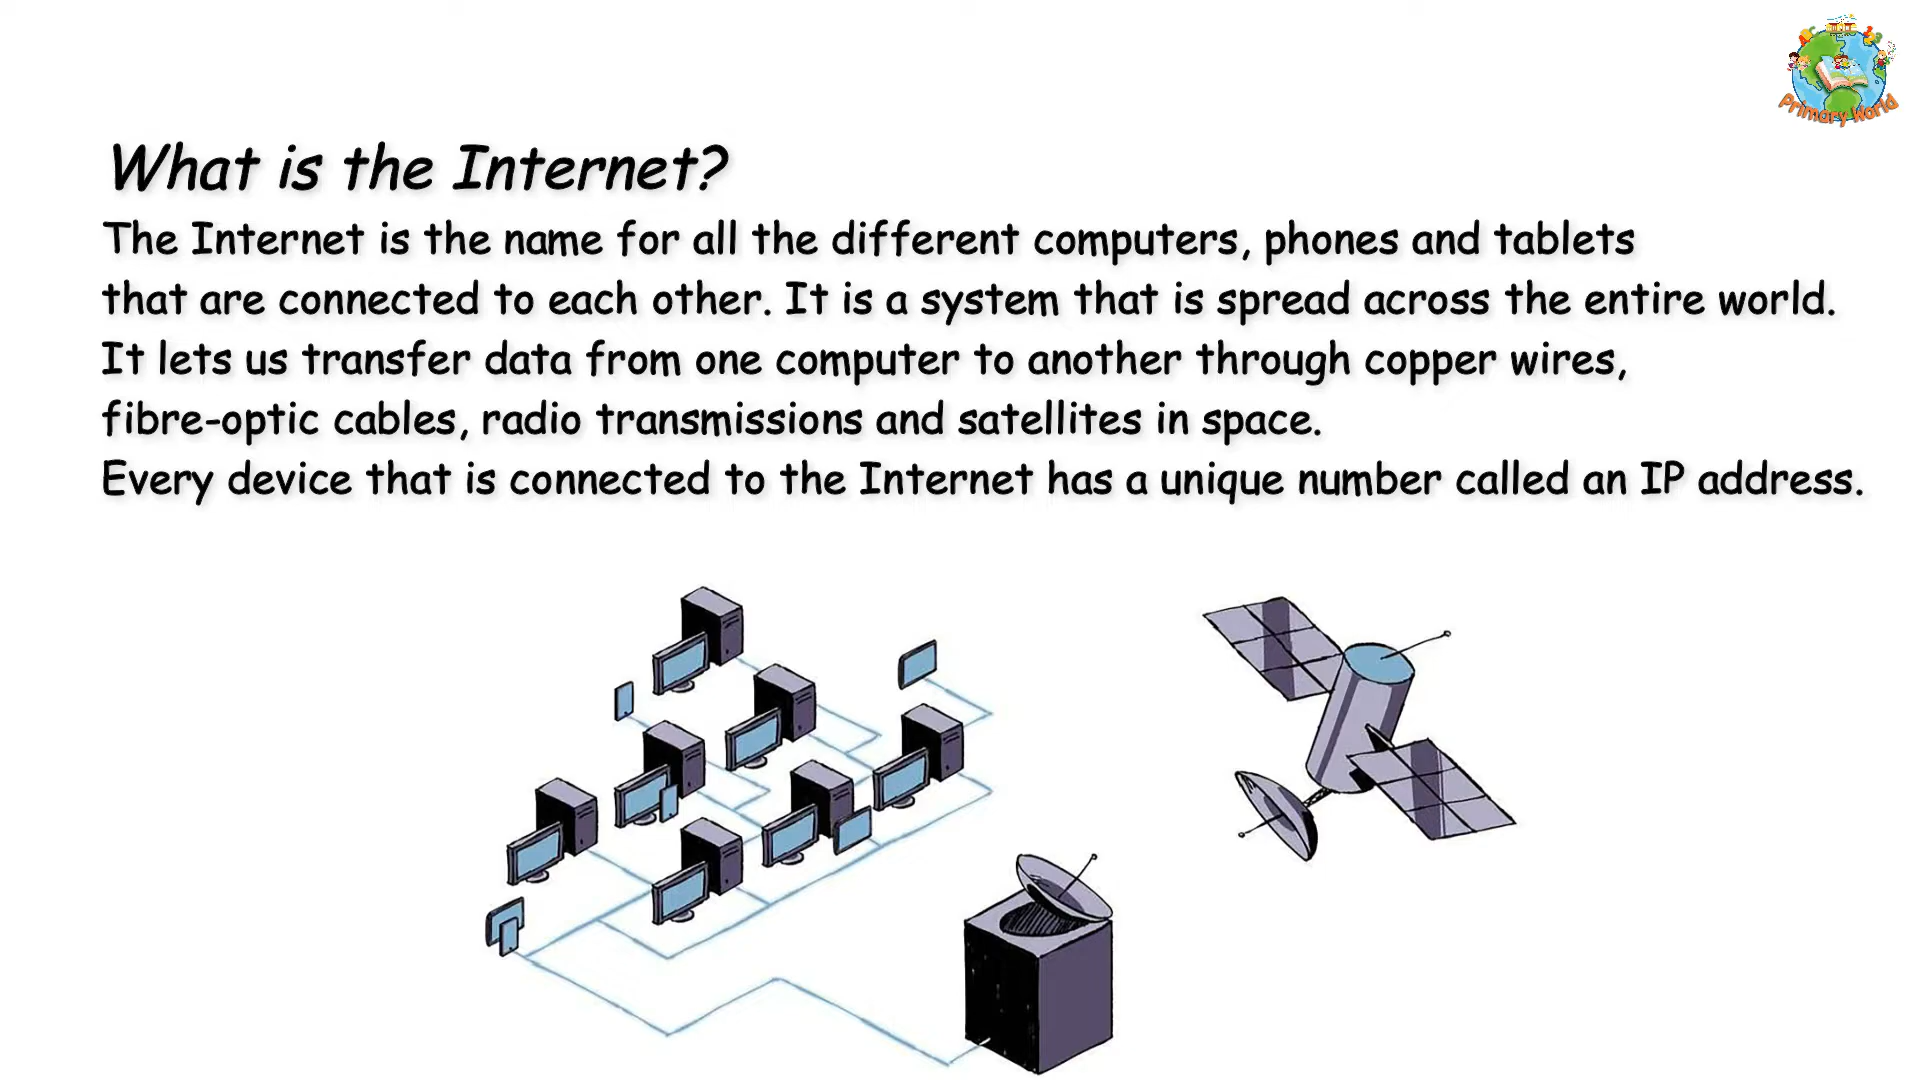 Primary World
What is the Internet?
The Internet is the name for all the different computers, phones and tablets
that are connected to each other. It is a system that is spread across the entire world.
It lets us transfer data from one computer to another through copper wires,
fibre-optic cables, radio transmissions and satellites in space.
Every device that is connected to the Internet has a unique number called an IP address.